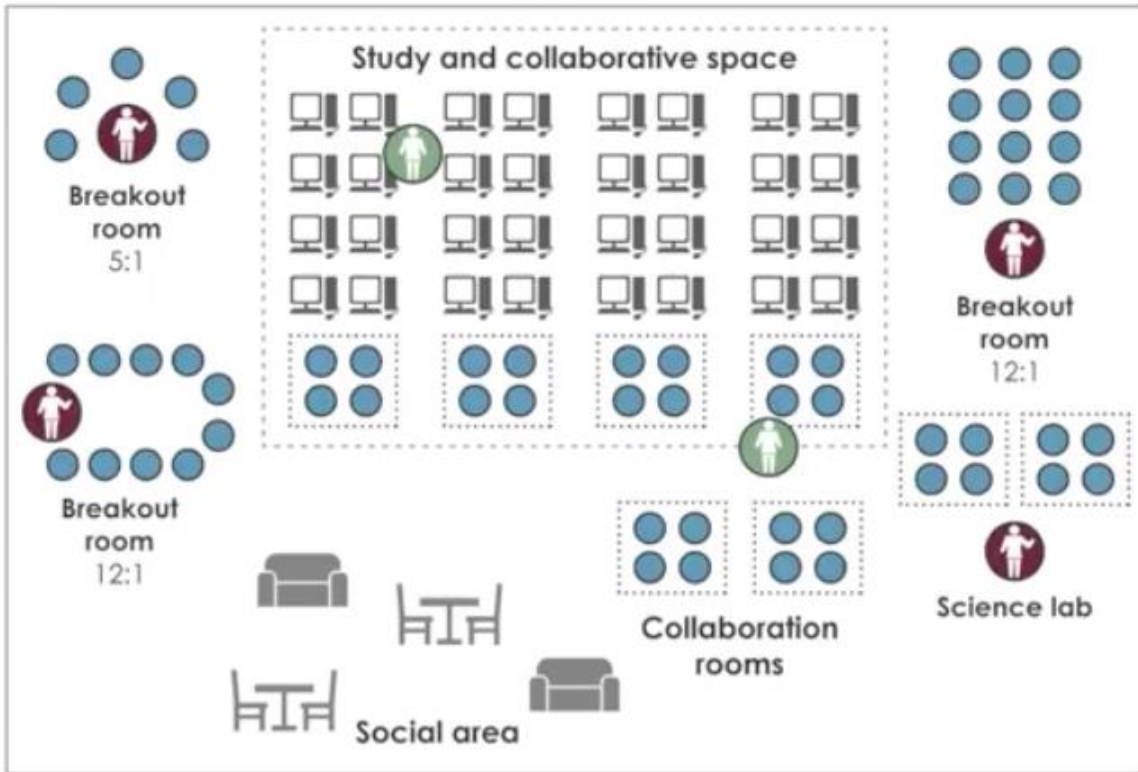 Study and collaborative space
Breakout
room
5:1
Breakout
room
12:1
Breakout
room
12:1
Science lab
Collaboration
rooms
Social area